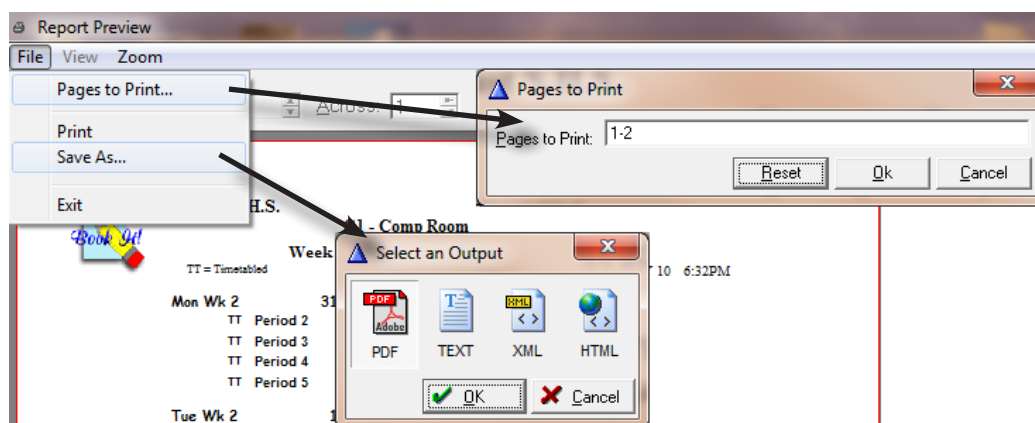 Report Preview
File View Zoom
Pages to Print...
Print
Save As...
Exit
Across: 1
Pages to Print
Pages to Print: 1-2
Reset Ok Cancel
H.S.
- Comp Room
Book It!
Week
TT = Timetabled
10 6:32PM
Mon Wk 2 31
TT Period 2
TT Period 3
TT Period 4
TT Period 5
Tue Wk 2 1
Select an Output
PDF
Adobe
XML
PDF TEXT XML HTML
OK Cancel